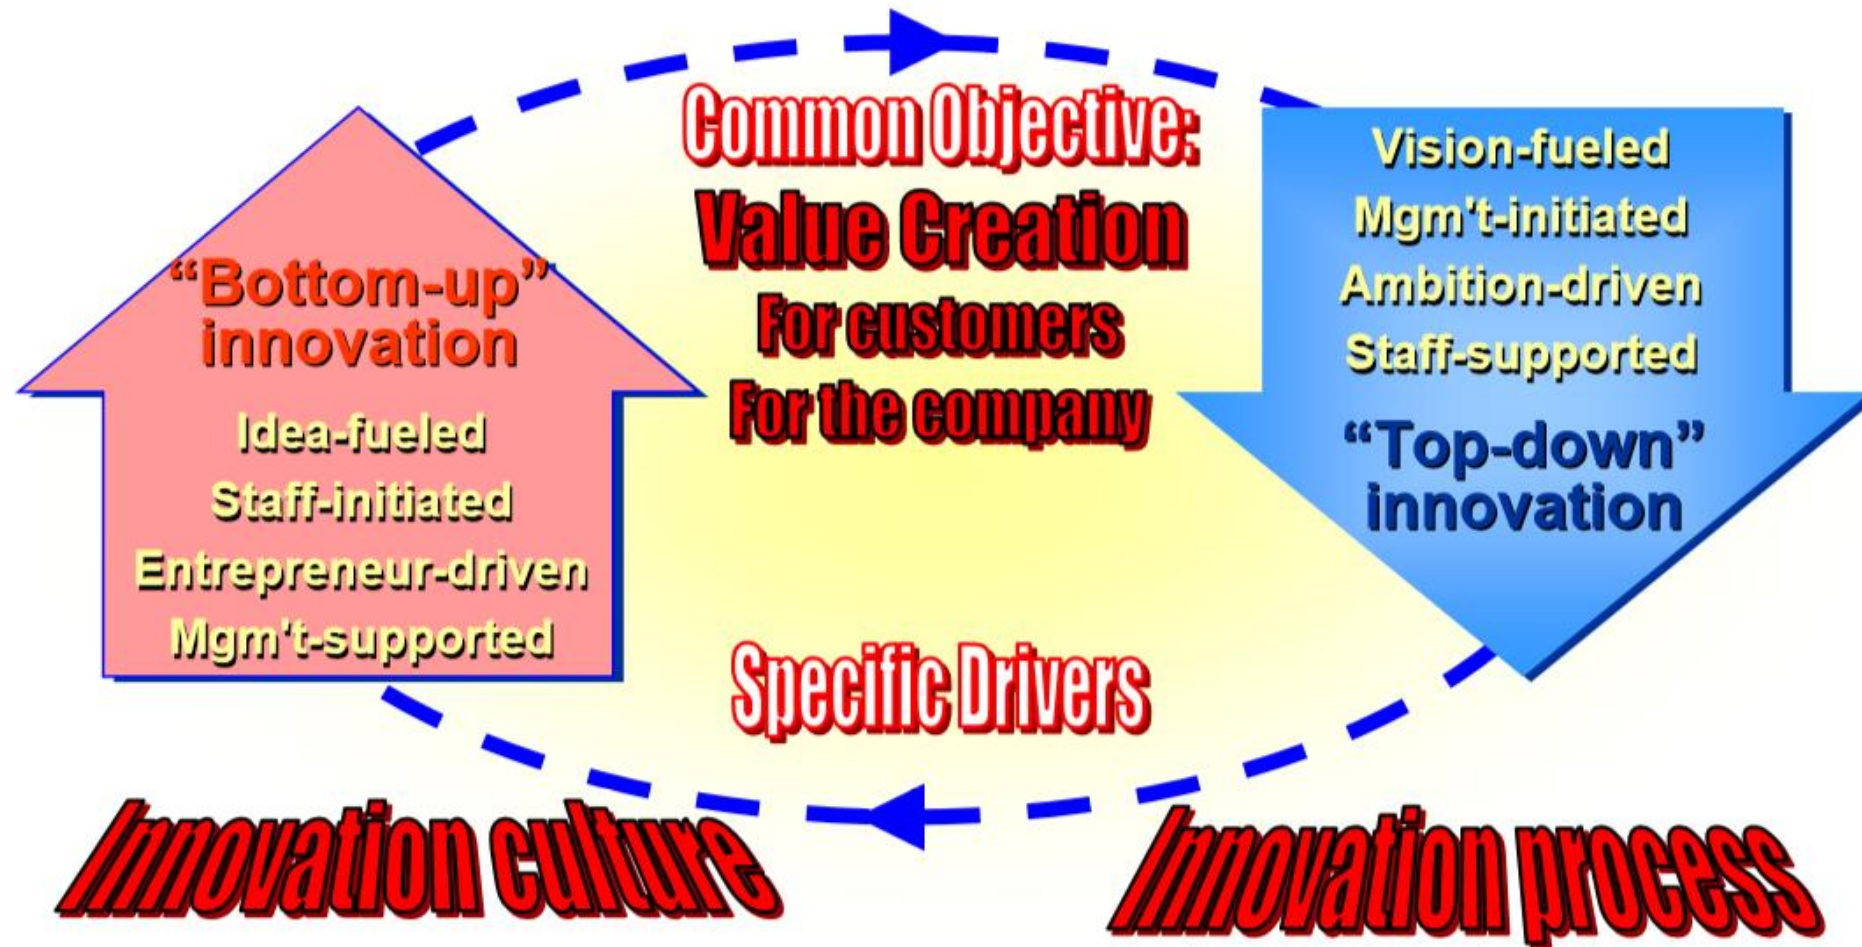 Common Objective:
Value Creation
For customers
For the company
“Bottom-up”
innovation
Idea-fueled
Staff-initiated
Entrepreneur-driven
Mgm't-supported
Vision-fueled
Mgm't-initiated
Ambition-driven
Staff-supported
“Top-down”
innovation
Specific Drivers
Innovation culture
Innovation process